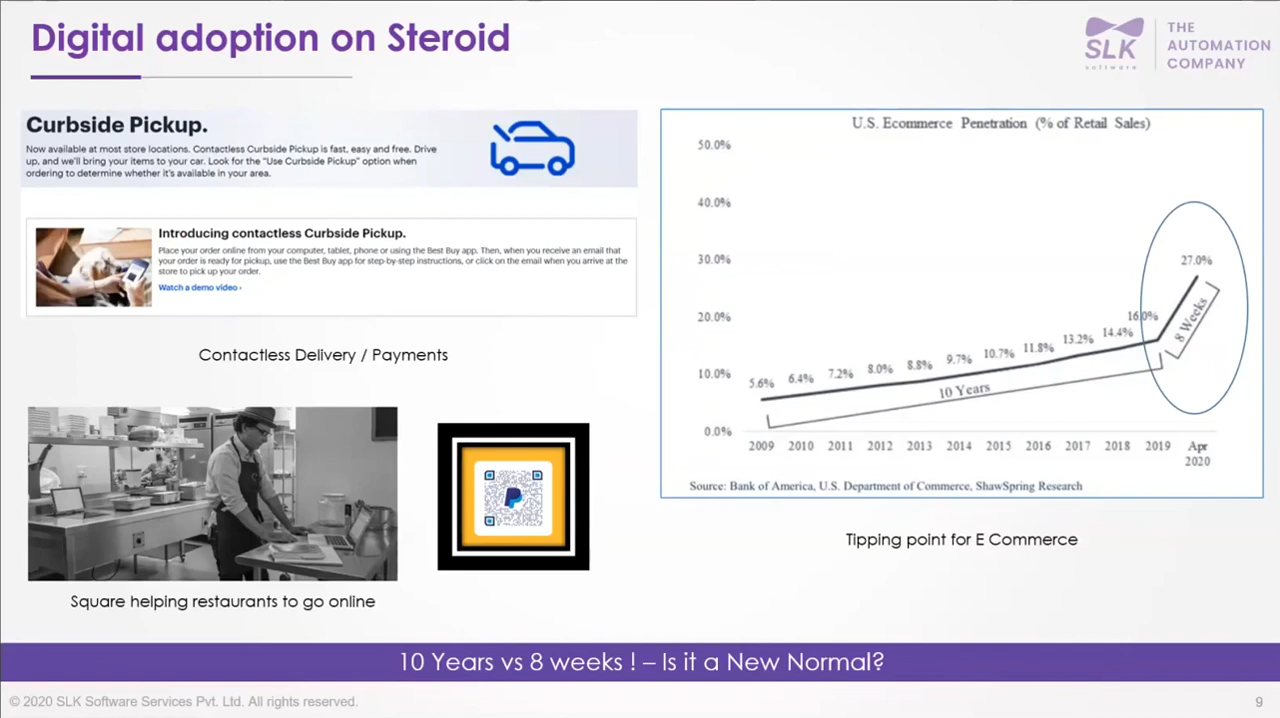 Digital adoption on Steroid
SLK
software
THE
AUTOMATION
COMPANY
Curbside Pickup.
Now available at most store locations. Contactless Curbside Pickup is fast, easy and free. Drive
up, and we'll bring your items to your car. Look for the "Use Curbside Pickup" option when
ordering to determine whether it's available in your area.
Introducing contactless Curbside Pickup.
Place your order online from your computer, tablet, phone or using the Best Buy app. Then, when you receive an email that
your order is ready for pickup, use the Best Buy app for step-by-step instructions, or click on the email when you arrive at the
store to pick up your order.
Watch a demo video ›
Contactless Delivery / Payments
Square helping restaurants to go online
U.S. Ecommerce Penetration (% of Retail Sales)
50.0%
40.0%
30.0%
20.0%
10.0%
0.0%
5.6% 6.4% 7.2% 8.0% 8.8% 9.7% 10.7% 11.8% 13.2% 14.4% 16.0% 27.0%
10 Years
8 Weeks
2009 2010 2011 2012 2013 2014 2015 2016 2017 2018 2019 Apr
2020
Source: Bank of America, U.S. Department of Commerce, ShawSpring Research
Tipping point for E Commerce
10 Years vs 8 weeks ! – Is it a New Normal?
© 2020 SLK Software Services Pvt. Ltd. All rights reserved.
9